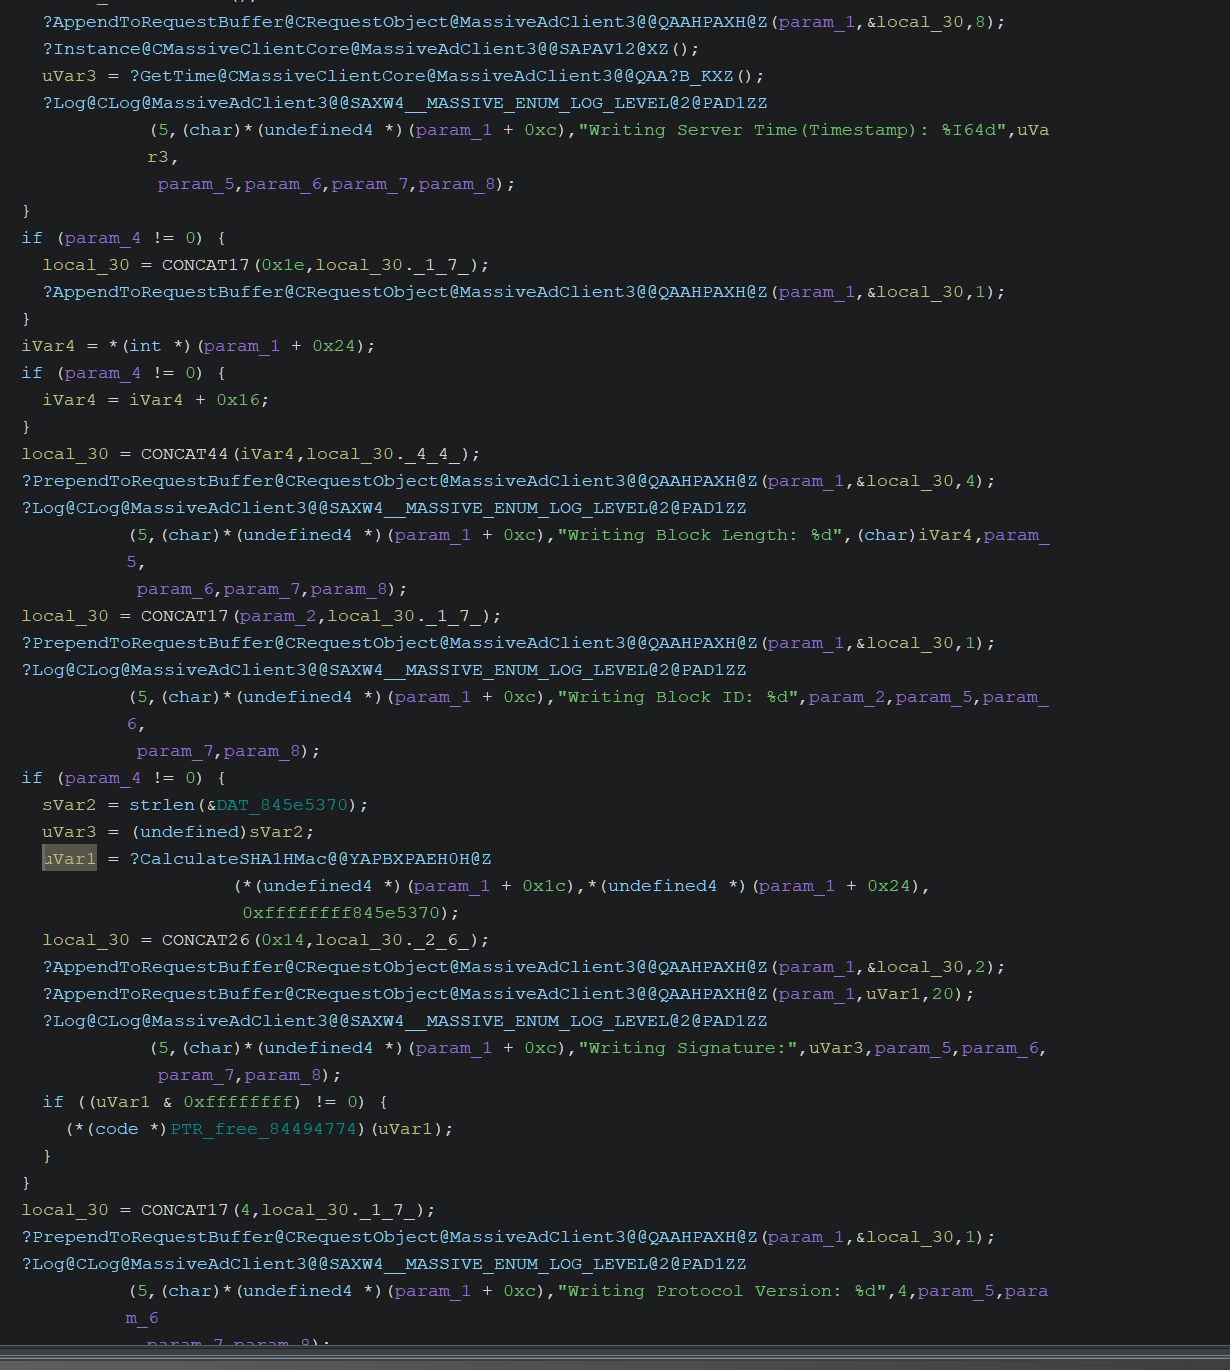 ?AppendToRequestBuffer@CRequestObject@MassiveAdClient3@@QAAHPAXH@Z(param_1,&local_30,8);
?Instance@CMassiveClientCore@MassiveAdClient3@@SAPAV12@XZ();
uVar3 = ?GetTime@CMassiveClientCore@MassiveAdClient3@@QAA?B_KXZ();
?Log@CLog@MassiveAdClient3@@SAXW4__MASSIVE_ENUM_LOG_LEVEL@2@PAD1ZZ
(5,(char)*(undefined4 *)(param_1 + 0xc),"Writing Server Time(Timestamp): %I64d",uVa
r3,
param_5,param_6,param_7,param_8);
}
if (param_4 != 0) {
local_30 = CONCAT17(0x1e,local_30._1_7_);
?AppendToRequestBuffer@CRequestObject@MassiveAdClient3@@QAAHPAXH@Z(param_1,&local_30,1);
}
iVar4 = *(int *)(param_1 + 0x24);
if (param_4 != 0) {
iVar4 = iVar4 + 0x16;
}
local_30 = CONCAT44(iVar4,local_30._4_4_);
?PrependToRequestBuffer@CRequestObject@MassiveAdClient3@@QAAHPAXH@Z(param_1,&local_30,4);
?Log@CLog@MassiveAdClient3@@SAXW4__MASSIVE_ENUM_LOG_LEVEL@2@PAD1ZZ
(5,(char)*(undefined4 *)(param_1 + 0xc),"Writing Block Length: %d",(char)iVar4,param_
5,
param_6,param_7,param_8);
local_30 = CONCAT17(param_2,local_30._1_7_);
?PrependToRequestBuffer@CRequestObject@MassiveAdClient3@@QAAHPAXH@Z(param_1,&local_30,1);
?Log@CLog@MassiveAdClient3@@SAXW4__MASSIVE_ENUM_LOG_LEVEL@2@PAD1ZZ
(5,(char)*(undefined4 *)(param_1 + 0xc),"Writing Block ID: %d",param_2,param_5,param_
6,
param_7,param_8);
if (param_4 != 0) {
sVar2 = strlen(&DAT_845e5370);
uVar3 = (undefined)sVar2;
uVar1 = ?CalculateSHA1HMac@@YAPBXPAEH0H@Z
(*(undefined4 *)(param_1 + 0x1c),*(undefined4 *)(param_1 + 0x24),
0xffffffff845e5370);
local_30 = CONCAT26(0x14,local_30._2_6_);
?AppendToRequestBuffer@CRequestObject@MassiveAdClient3@@QAAHPAXH@Z(param_1,&local_30,2);
?AppendToRequestBuffer@CRequestObject@MassiveAdClient3@@QAAHPAXH@Z(param_1,uVar1,20);
?Log@CLog@MassiveAdClient3@@SAXW4__MASSIVE_ENUM_LOG_LEVEL@2@PAD1ZZ
(5,(char)*(undefined4 *)(param_1 + 0xc),"Writing Signature:",uVar3,param_5,param_6,
param_7,param_8);
if ((uVar1 & 0xffffffff) != 0) {
(*(code *)PTR_free_84494774)(uVar1);
}
}
local_30 = CONCAT17(4,local_30._1_7_);
?PrependToRequestBuffer@CRequestObject@MassiveAdClient3@@QAAHPAXH@Z(param_1,&local_30,1);
?Log@CLog@MassiveAdClient3@@SAXW4__MASSIVE_ENUM_LOG_LEVEL@2@PAD1ZZ
(5,(char)*(undefined4 *)(param_1 + 0xc),"Writing Protocol Version: %d",4,param_5,para
m_6
param_7,param_8);